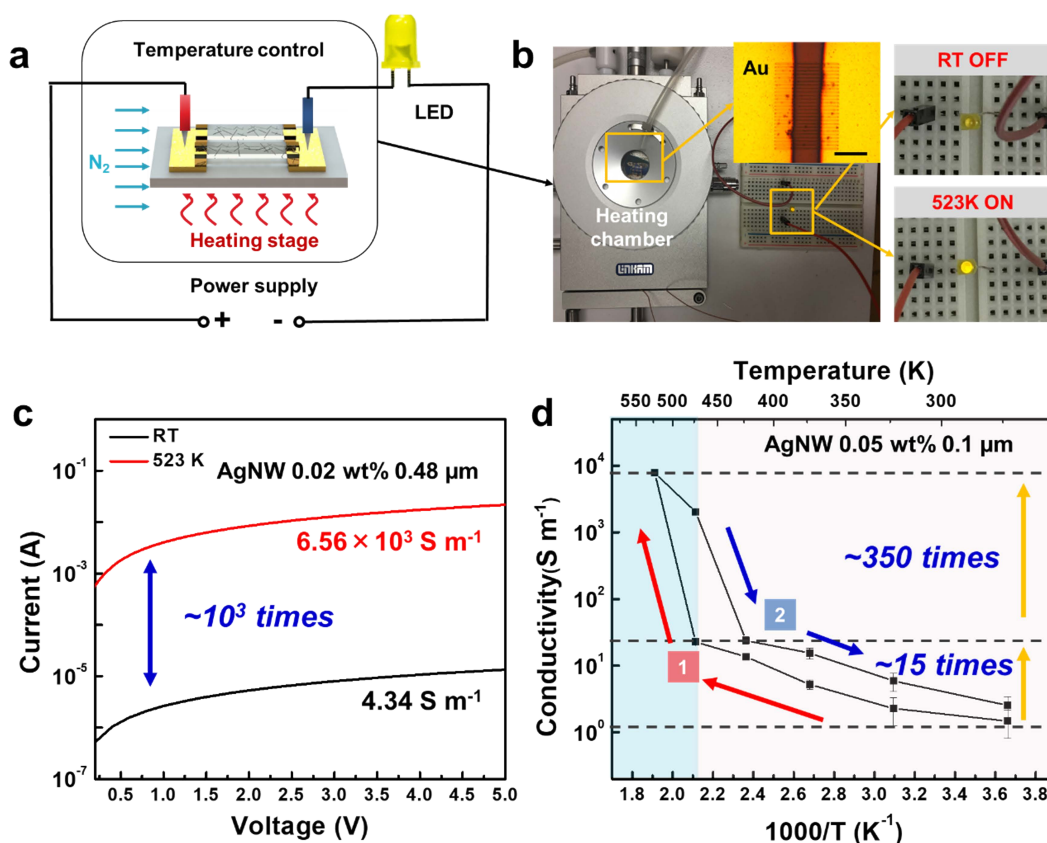 a
Temperature control
LED
N2
Heating stage
Power supply
+ -
b
Au
Heating
chamber
LINKAM
RT OFF
523K ON
c
RT
523 K
AgNW 0.02 wt% 0.48 μm
6.56×10³ S m⁻¹
~10³ times
4.34 S m⁻¹
10⁻¹
10⁻³
10⁻⁵
10⁻⁷
Current (A)
0.5 1.0 1.5 2.0 2.5 3.0 3.5 4.0 4.5 5.0
Voltage (V)
d
Temperature (K)
550 500 450 400 350 300
AgNW 0.05 wt% 0.1 μm
10⁴
10³
10²
10¹
10⁰
Conductivity(S m⁻¹)
~350 times
2
1
~15 times
1.8 2.0 2.2 2.4 2.6 2.8 3.0 3.2 3.4 3.6 3.8
1000/T (K⁻¹)